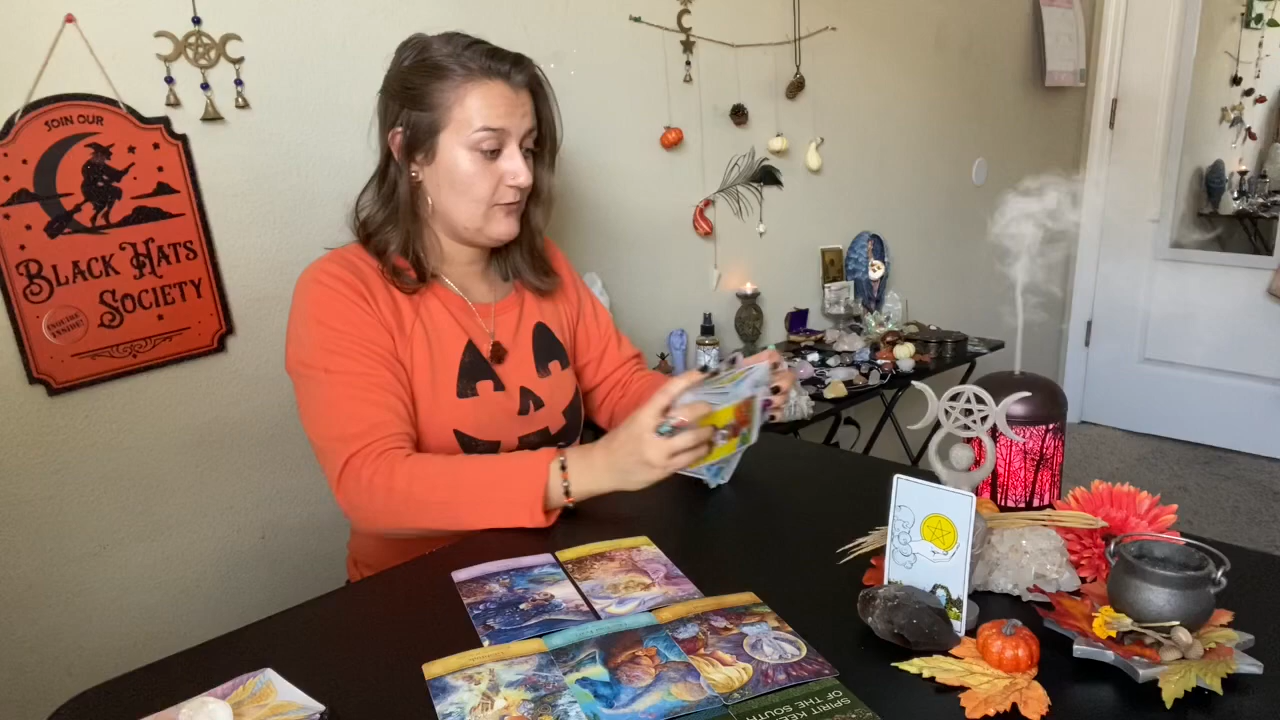 JOIN OUR
BLACK HATS
SOCIETY
INQUIRE
INSIDE!
SPIRIT KEE
OF THE SOUTH